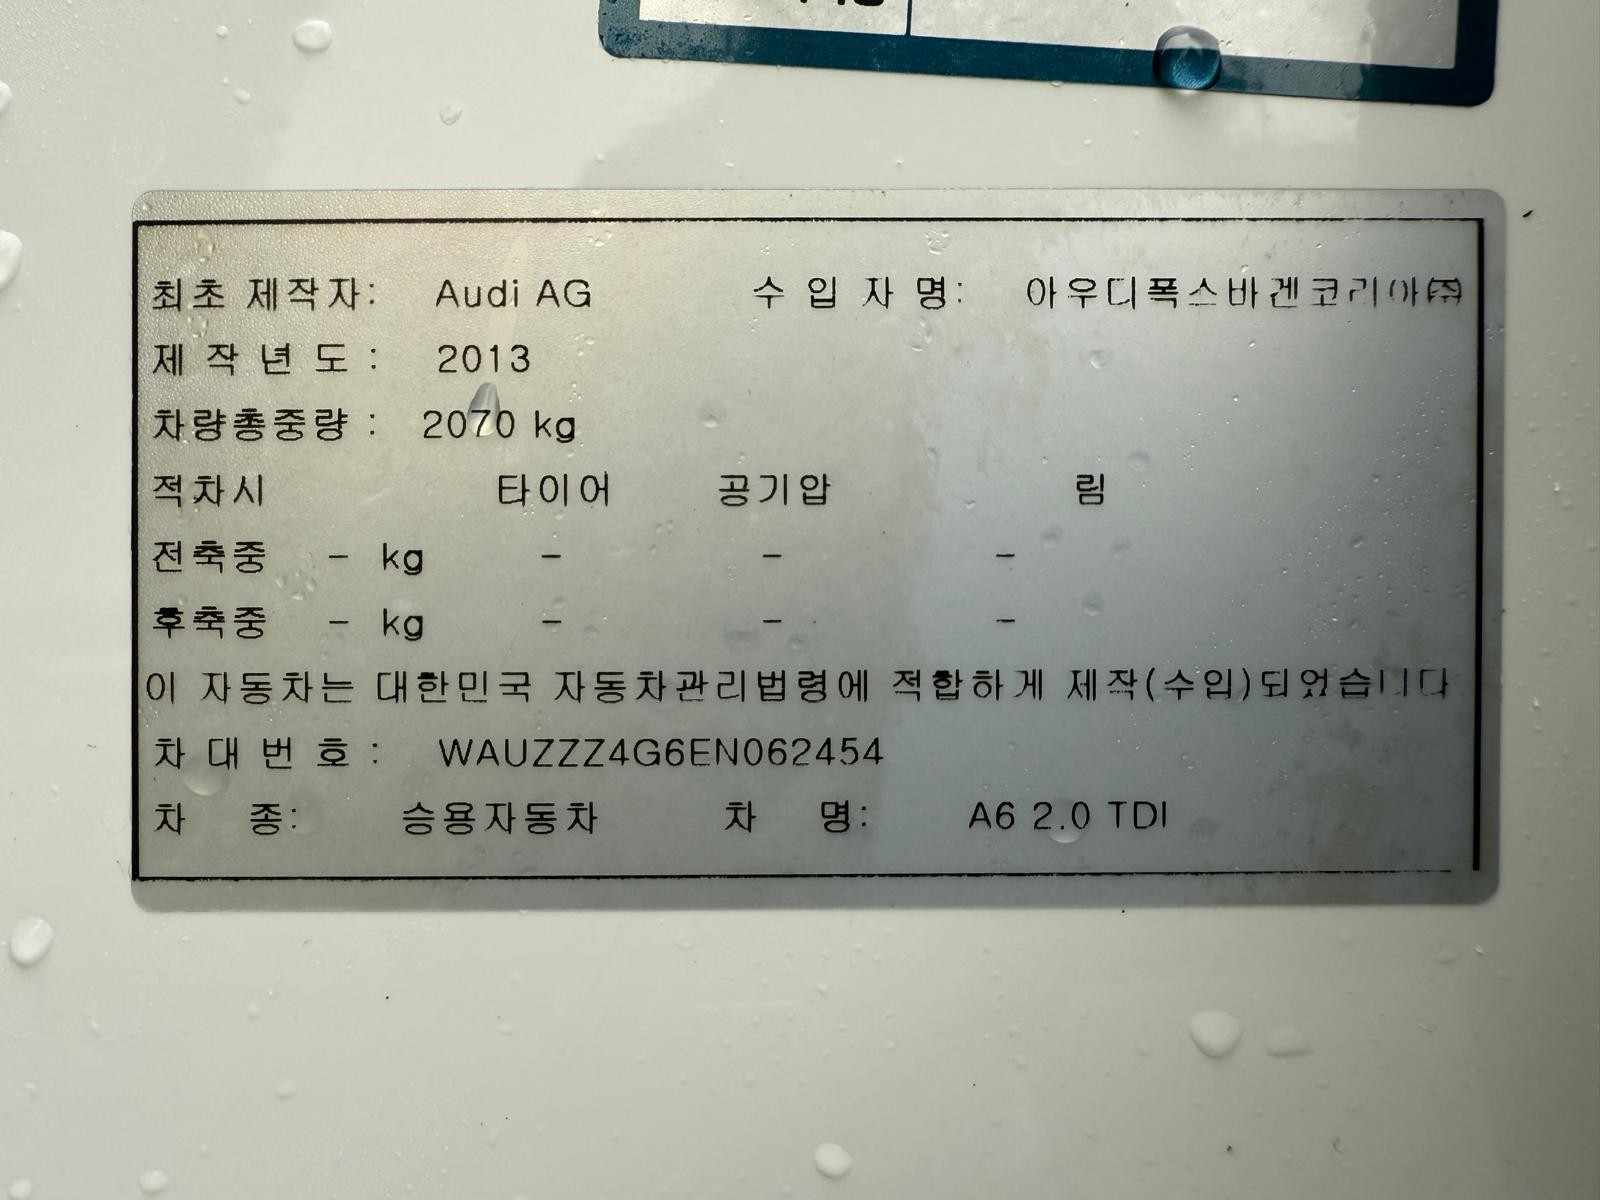 최초 제작자: Audi AG 수 입 자 명: 아우디폭스바겐코리아㈜
제 작 년 도 : 2013
차량총중량 : 2070 kg
적차시 타이어 공기압 림
전축중 - kg - - -
후축중 - kg - - -
이 자동차는 대한민국 자동차관리법령에 적합하게 제작(수입)되었습니다
차 대 번 호 : WAUZZZ4G6EN062454
차 종: 승용자동차 차 명: A6 2.0 TDI